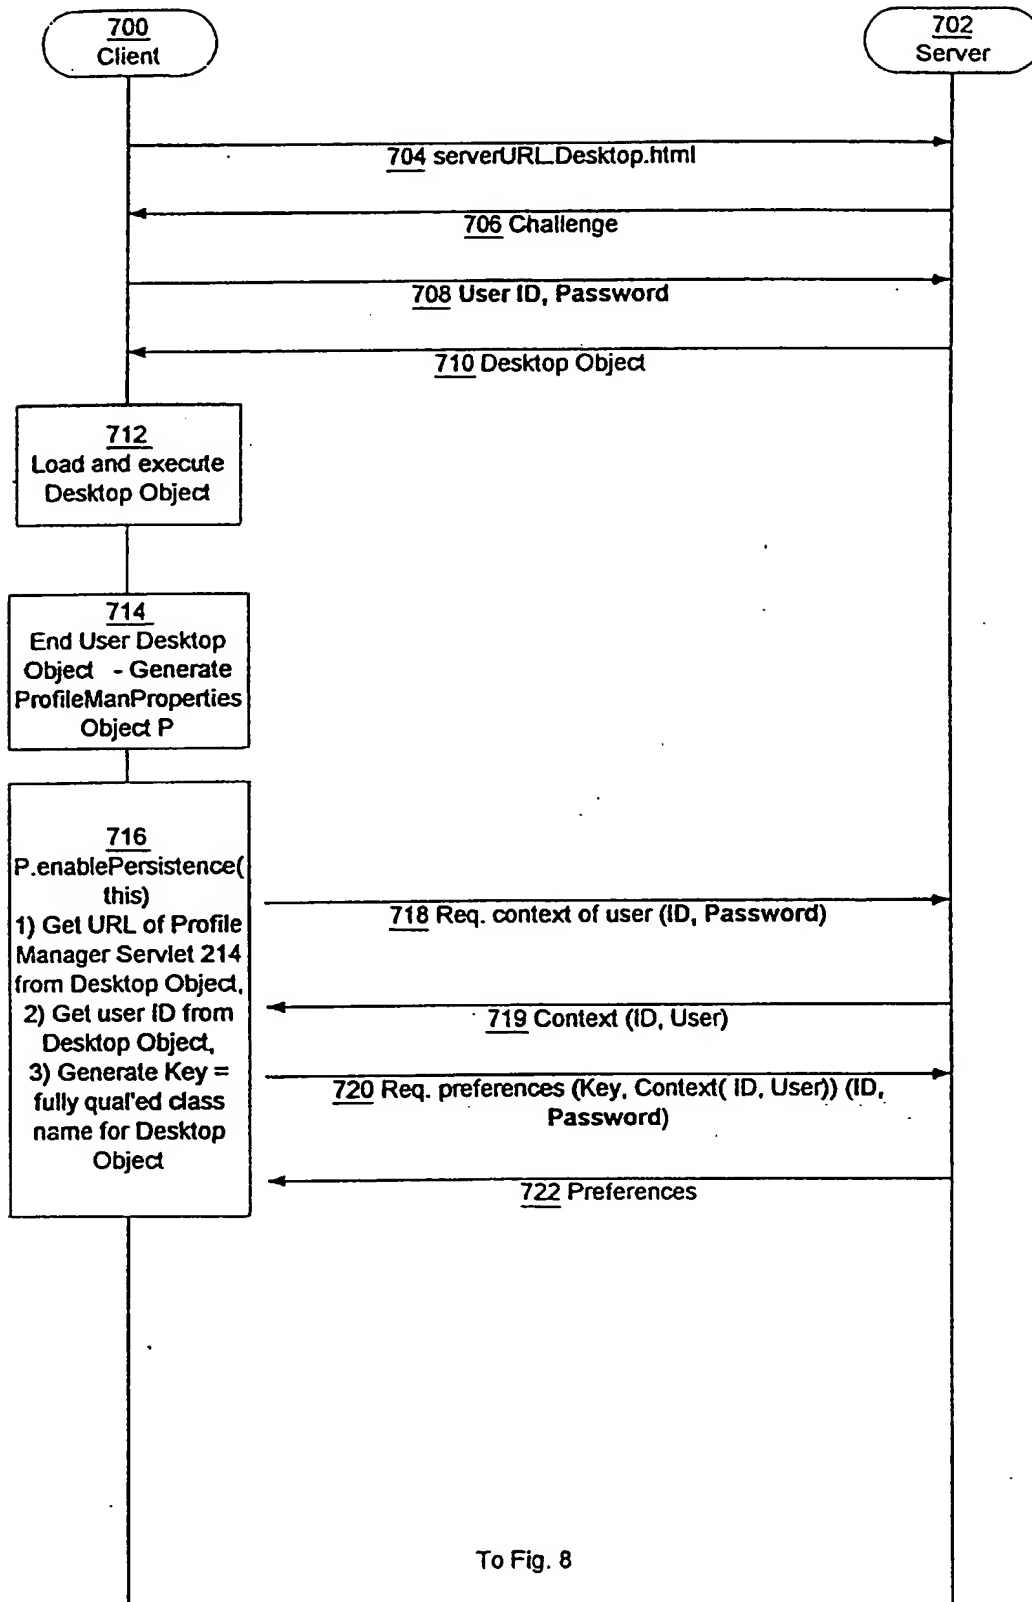 700
Client
702
Server
704 serverURL.Desktop.html
706 Challenge
708 User ID, Password
710 Desktop Object
712
Load and execute
Desktop Object
714
End User Desktop
Object - Generate
ProfileManProperties
Object P
716
P.enablePersistence(
this)
1) Get URL of Profile
Manager Servlet 214
from Desktop Object,
2) Get user ID from
Desktop Object,
3) Generate Key =
fully qual'ed class
name for Desktop
Object
718 Req. context of user (ID, Password)
719 Context (ID, User)
720 Req. preferences (Key, Context( ID, User)) (ID,
Password)
722 Preferences
To Fig. 8